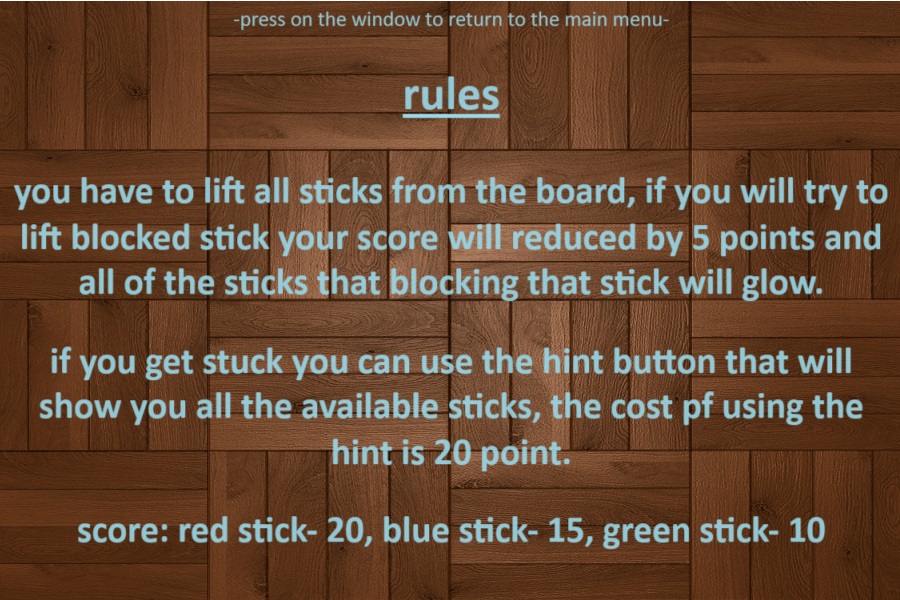 -press on the window to return to the main menu-
rules
you have to lift all sticks from the board, if you will try to
lift blocked stick your score will reduced by 5 points and
all of the sticks that blocking that stick will glow.
if you get stuck you can use the hint button that will
show you all the available sticks, the cost pf using the
hint is 20 point.
score: red stick- 20, blue stick- 15, green stick- 10